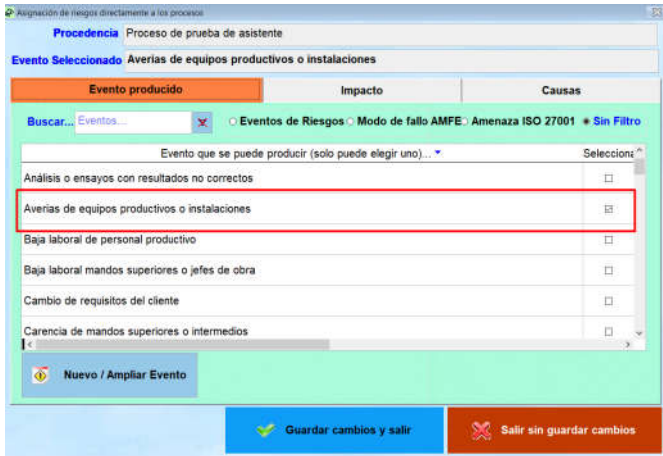 Asignación de riesgos directamente a los procesos
Procedencia Proceso de prueba de asistente
Evento Seleccionado Averias de equipos productivos o instalaciones
Evento producido Impacto Causas
Buscar... Eventos... Eventos de Riesgos Modo de fallo AMFE Amenaza ISO 27001 Sin Filtro
Evento que se puede producir (solo puede elegir uno)... Selecciona
Análisis o ensayos con resultados no correctos
Averias de equipos productivos o instalaciones
Baja laboral de personal productivo
Baja laboral mandos superiores o jefes de obra
Cambio de requisitos del cliente
Carencia de mandos superiores o intermedios
Nuevo / Ampliar Evento
Guardar cambios y salir Salir sin guardar cambios